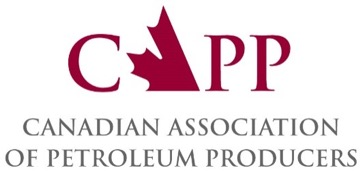 CAPP
CANADIAN ASSOCIATION
OF PETROLEUM PRODUCERS